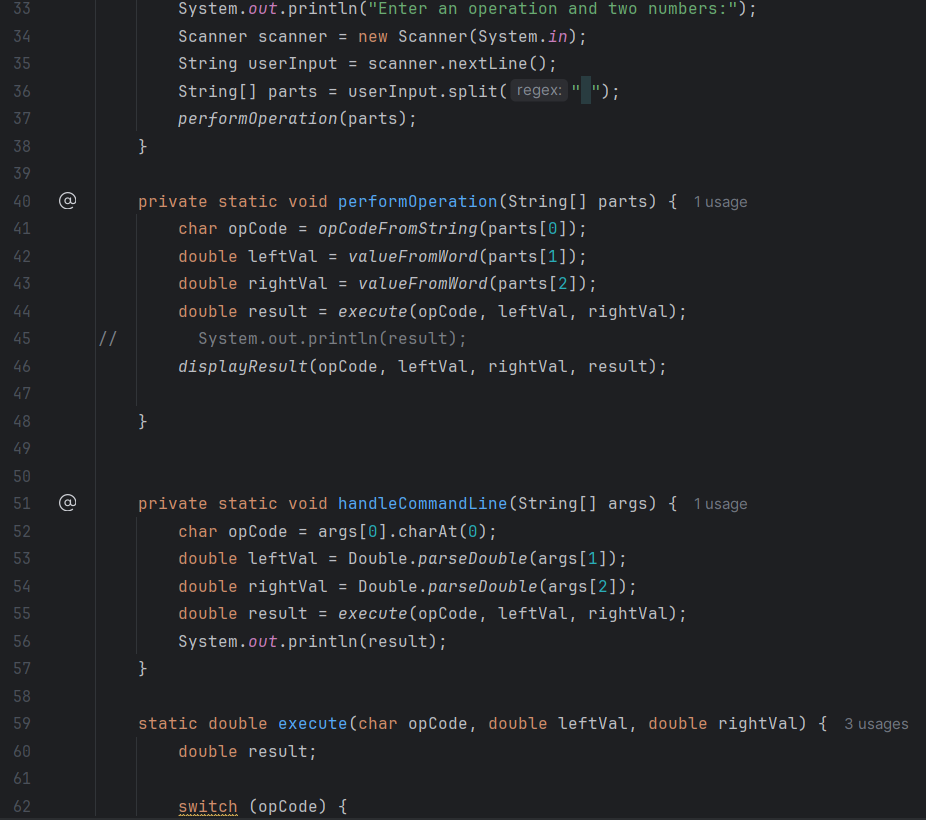 33 System.out.println("Enter an operation and two numbers:");
34 Scanner scanner = new Scanner(System.in);
35 String userInput = scanner.nextLine();
36 String[] parts = userInput.split( regex: " ");
37 performOperation(parts);
38 }
39
40 @ private static void performOperation(String[] parts) { 1 usage
41 char opCode = opCodeFromString(parts[0]);
42 double leftVal = valueFromWord(parts[1]);
43 double rightVal = valueFromWord(parts[2]);
44 double result = execute(opCode, leftVal, rightVal);
45 // System.out.println(result);
46 displayResult(opCode, leftVal, rightVal, result);
47
48 }
49
50
51 @ private static void handleCommandLine(String[] args) { 1 usage
52 char opCode = args[0].charAt(0);
53 double leftVal = Double.parseDouble(args[1]);
54 double rightVal = Double.parseDouble(args[2]);
55 double result = execute(opCode, leftVal, rightVal);
56 System.out.println(result);
57 }
58
59 static double execute(char opCode, double leftVal, double rightVal) { 3 usages
60 double result;
61
62 switch (opCode) {